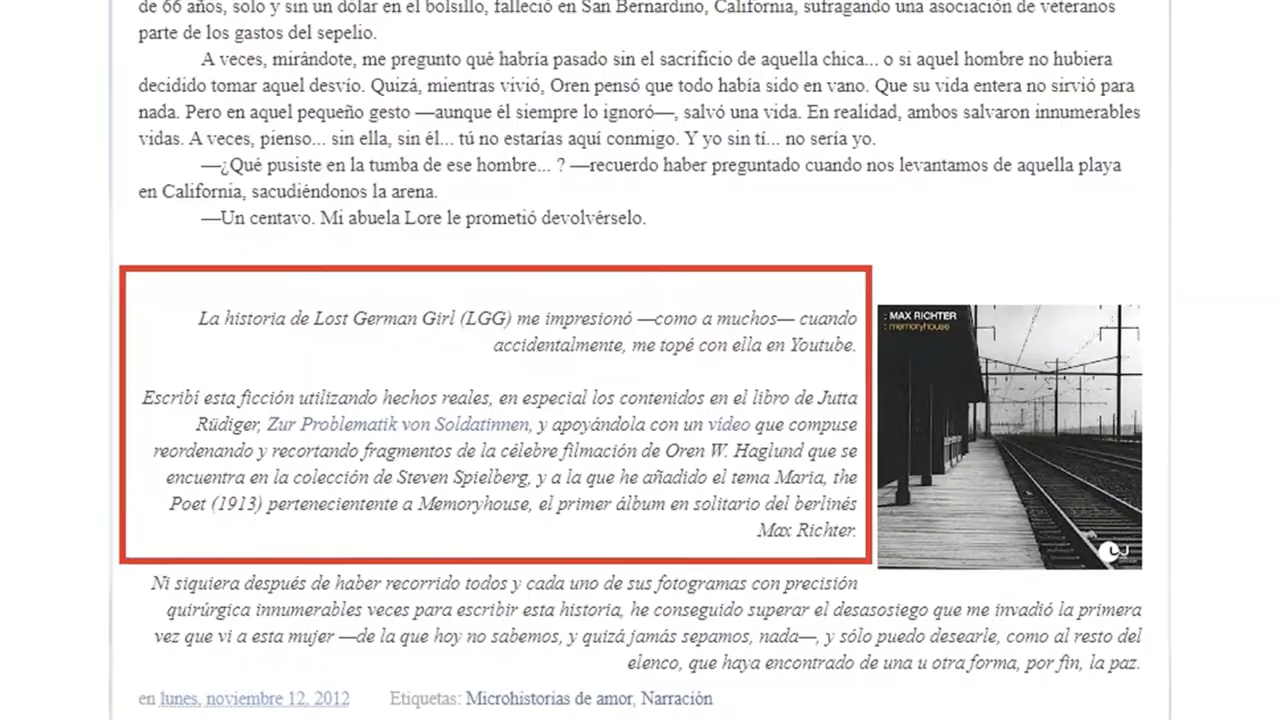 de 66 años, solo y sin un dólar en el bolsillo, falleció en San Bernardino, California, sufragando una asociación de veteranos
parte de los gastos del sepelio.
A veces, mirándote, me pregunto qué habría pasado sin el sacrificio de aquella chica... o si aquel hombre no hubiera
decidido tomar aquel desvío. Quizá, mientras vivió, Oren pensó que todo había sido en vano. Que su vida entera no sirvió para
nada. Pero en aquel pequeño gesto —aunque él siempre lo ignoró—, salvó una vida. En realidad, ambos salvaron innumerables
vidas. A veces, pienso... sin ella, sin él... tú no estarías aquí conmigo. Y yo sin tí... no sería yo.
—¿Qué pusiste en la tumba de ese hombre... ? —recuerdo haber preguntado cuando nos levantamos de aquella playa
en California, sacudiéndonos la arena.
—Un centavo. Mi abuela Lore le prometió devolvérselo.
La historia de Lost German Girl (LGG) me impresionó —como a muchos— cuando
accidentalmente, me topé con ella en Youtube.
Escribí esta ficción utilizando hechos reales, en especial los contenidos en el libro de Jutta
Rüdiger, Zur Problematik von Soldatinnen, y apoyándola con un vídeo que compuse
reordenando y recortando fragmentos de la célebre filmación de Oren W. Haglund que se
encuentra en la colección de Steven Spielberg, y a la que he añadido el tema Maria, the
Poet (1913) pertenecientente a Memoryhouse, el primer álbum en solitario del berlinés
Max Richter.
: MAX RICHTER
: memoryhouse
Ni siquiera después de haber recorrido todos y cada uno de sus fotogramas con precisión
quirúrgica innumerables veces para escribir esta historia, he conseguido superar el desasosiego que me invadió la primera
vez que vi a esta mujer —de la que hoy no sabemos, y quizá jamás sepamos, nada—, y sólo puedo desearle, como al resto del
elenco, que haya encontrado de una u otra forma, por fin, la paz.
en lunes, noviembre 12, 2012 Etiquetas: Microhistorias de amor, Narración